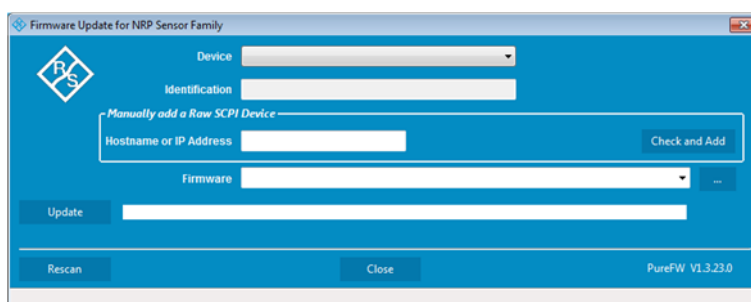 Firmware Update for NRP Sensor Family
R
S
Device
Identification
Manually add a Raw SCPI Device
Hostname or IP Address
Check and Add
Firmware
...
Update
Rescan
Close
PureFW V1.3.23.0